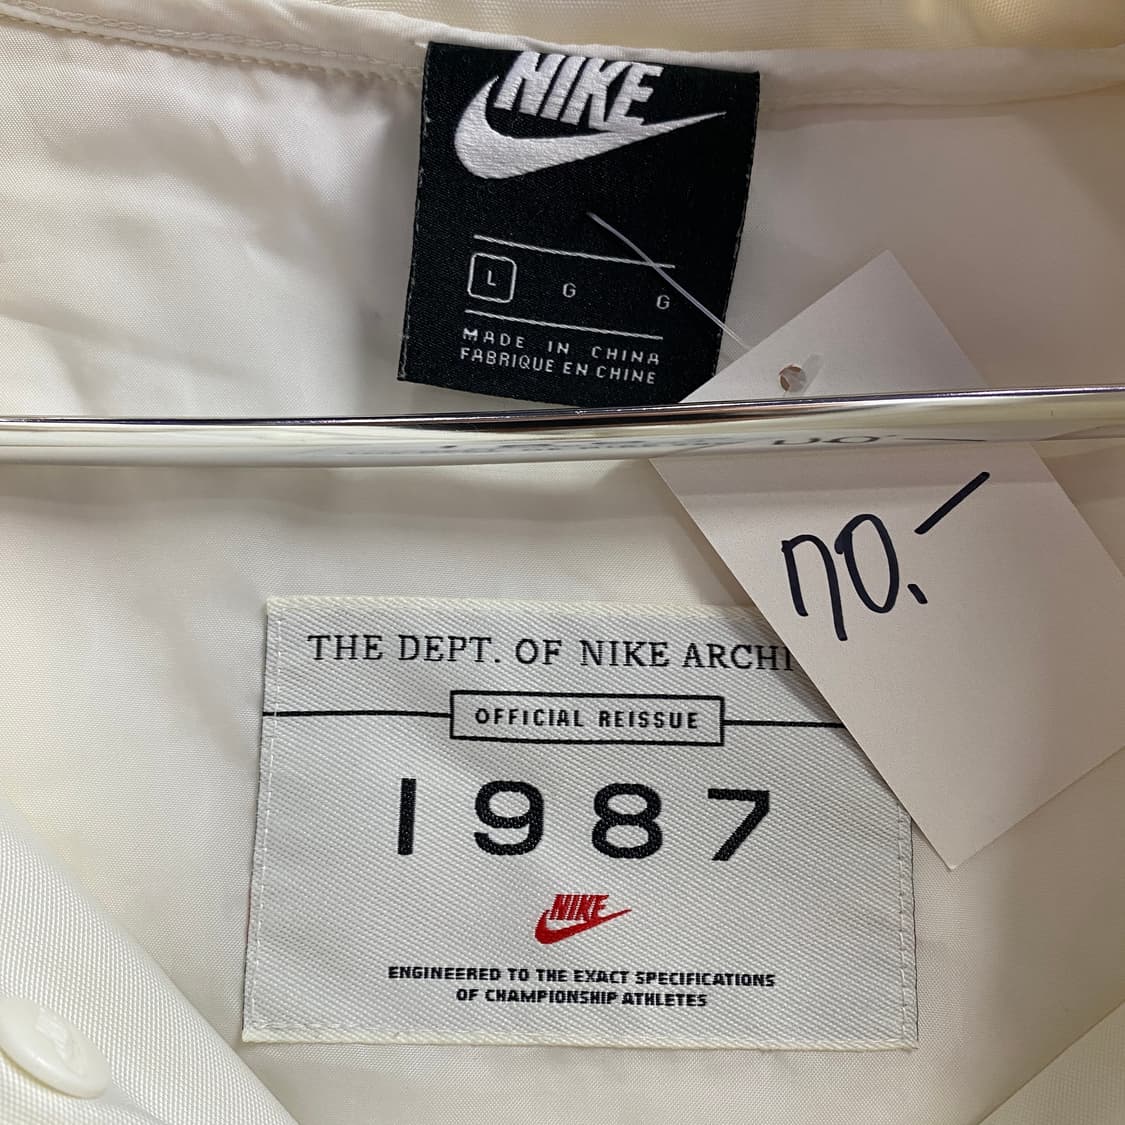 NIKE
L G G
MADE IN CHINA
FABRIQUE EN CHINE
70.-
THE DEPT. OF NIKE
OFFICIAL REISSUE
1987
NIKE
ENGINEERED TO THE EXACT SPECIFICATIONS
OF CHAMPIONSHIP ATHLETES